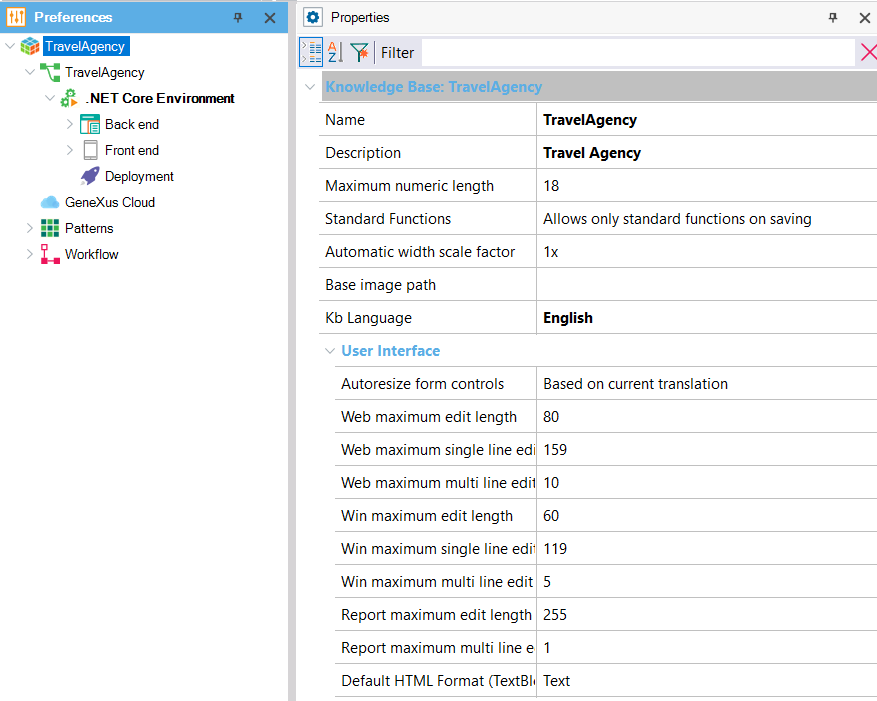 Preferences
TravelAgency
TravelAgency
.NET Core Environment
Back end
Front end
Deployment
GeneXus Cloud
Patterns
Workflow
Properties
A
Z
Filter
Knowledge Base: TravelAgency
Name TravelAgency
Description Travel Agency
Maximum numeric length 18
Standard Functions Allows only standard functions on saving
Automatic width scale factor 1x
Base image path
Kb Language English
User Interface
Autoresize form controls Based on current translation
Web maximum edit length 80
Web maximum single line edi 159
Web maximum multi line edit 10
Win maximum edit length 60
Win maximum single line edit 119
Win maximum multi line edit 5
Report maximum edit length 255
Report maximum multi line e 1
Default HTML Format (TextBl Text